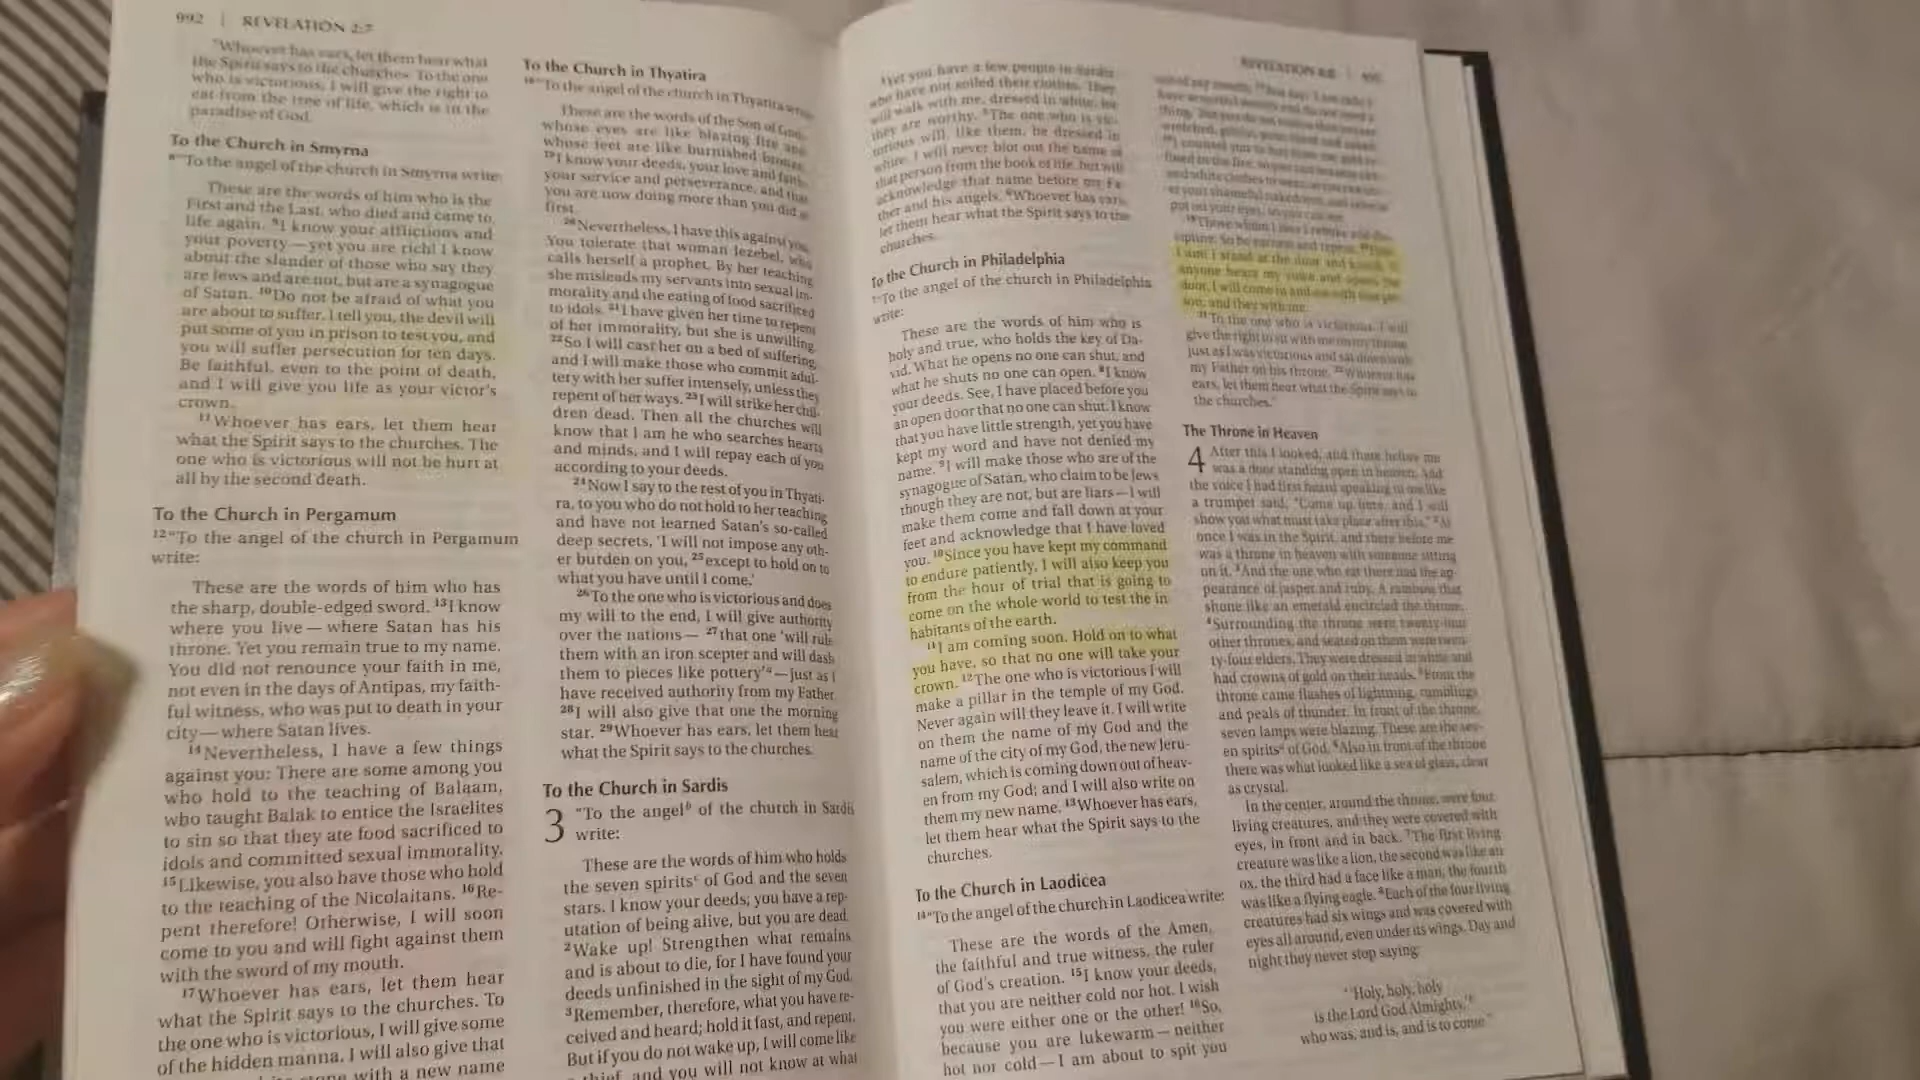 992 | REVELATION 2:7
"Whoever has ears, let them hear what
the Spirit says to the churches. To the one
who is victorious, I will give the right to
eat from the tree of life, which is in the
paradise of God.
To the Church in Smyrna
8"To the angel of the church in Smyrna write:
These are the words of him who is the
First and the Last, who died and came to
life again. 9I know your afflictions and
your poverty—yet you are rich! I know
about the slander of those who say they
are Jews and are not, but are a synagogue
of Satan. 10Do not be afraid of what you
are about to suffer. I tell you, the devil will
put some of you in prison to test you, and
you will suffer persecution for ten days.
Be faithful, even to the point of death,
and I will give you life as your victor's
crown.
11Whoever has ears, let them hear
what the Spirit says to the churches. The
one who is victorious will not be hurt at
all by the second death.
To the Church in Pergamum
12"To the angel of the church in Pergamum
write:
These are the words of him who has
the sharp, double-edged sword. 13I know
where you live—where Satan has his
throne. Yet you remain true to my name.
You did not renounce your faith in me,
not even in the days of Antipas, my faith-
ful witness, who was put to death in your
city—where Satan lives.
14Nevertheless, I have a few things
against you: There are some among you
who hold to the teaching of Balaam,
who taught Balak to entice the Israelites
to sin so that they ate food sacrificed to
idols and committed sexual immorality.
15Likewise, you also have those who hold
to the teaching of the Nicolaitans. 16Re-
pent therefore! Otherwise, I will soon
come to you and will fight against them
with the sword of my mouth.
17Whoever has ears, let them hear
what the Spirit says to the churches. To
the one who is victorious, I will give some
of the hidden manna. I will also give that
stone with a new name
To the Church in Thyatira
18"To the angel of the church in Thyatira write:
These are the words of the Son of God,
whose eyes are like blazing fire and
whose feet are like burnished bronze.
19I know your deeds, your love and faith,
your service and perseverance, and that
you are now doing more than you did at
first.
20Nevertheless, I have this against you:
You tolerate that woman Jezebel, who
calls herself a prophet. By her teaching
she misleads my servants into sexual im-
morality and the eating of food sacrificed
to idols. 21I have given her time to repent
of her immorality, but she is unwilling.
22So I will cast her on a bed of suffering,
and I will make those who commit adul-
tery with her suffer intensely, unless they
repent of her ways. 23I will strike her chil-
dren dead. Then all the churches will
know that I am he who searches hearts
and minds, and I will repay each of you
according to your deeds.
24Now I say to the rest of you in Thyati-
ra, to you who do not hold to her teaching
and have not learned Satan's so-called
deep secrets, 'I will not impose any oth-
er burden on you, 25except to hold on to
what you have until I come.'
26To the one who is victorious and does
my will to the end, I will give authority
over the nations— 27that one 'will rule
them with an iron scepter and will dash
them to pieces like pottery'a—just as I
have received authority from my Father.
28I will also give that one the morning
star. 29Whoever has ears, let them hear
what the Spirit says to the churches.
To the Church in Sardis
3 "To the angelb of the church in Sardis
write:
These are the words of him who holds
the seven spiritsc of God and the seven
stars. I know your deeds; you have a rep-
utation of being alive, but you are dead.
2Wake up! Strengthen what remains
and is about to die, for I have found your
deeds unfinished in the sight of my God.
3Remember, therefore, what you have re-
ceived and heard; hold it fast, and repent.
But if you do not wake up, I will come like
a thief, and you will not know at what
REVELATION 4:8
Yet you have a few people in Sardis
who have not soiled their clothes. They
will walk with me, dressed in white, for
they are worthy. 5The one who is vic-
torious will, like them, be dressed in
white. I will never blot out the name of
that person from the book of life, but will
acknowledge that name before my Fa-
ther and his angels. 6Whoever has ears,
let them hear what the Spirit says to the
churches.
To the Church in Philadelphia
7"To the angel of the church in Philadelphia
write:
These are the words of him who is
holy and true, who holds the key of Da-
vid. What he opens no one can shut, and
what he shuts no one can open. 8I know
your deeds. See, I have placed before you
an open door that no one can shut. I know
that you have little strength, yet you have
kept my word and have not denied my
name. 9I will make those who are of the
synagogue of Satan, who claim to be Jews
though they are not, but are liars—I will
make them come and fall down at your
feet and acknowledge that I have loved
you. 10Since you have kept my command
to endure patiently, I will also keep you
from the hour of trial that is going to
come on the whole world to test the in
habitants of the earth.
11I am coming soon. Hold on to what
you have, so that no one will take your
crown. 12The one who is victorious I will
make a pillar in the temple of my God.
Never again will they leave it. I will write
on them the name of my God and the
name of the city of my God, the new Jeru-
salem, which is coming down out of heav-
en from my God; and I will also write on
them my new name. 13Whoever has ears,
let them hear what the Spirit says to the
churches.
To the Church in Laodicea
14"To the angel of the church in Laodicea write:
These are the words of the Amen,
the faithful and true witness, the ruler
of God's creation. 15I know your deeds,
that you are neither cold nor hot. I wish
you were either one or the other! 16So,
because you are lukewarm—neither
hot nor cold—I am about to spit you
out of my mouth. 17You say, 'I am rich; I
have acquired wealth and do not need a
thing.' But you do not realize that you are
wretched, pitiful, poor, blind and naked.
18I counsel you to buy from me gold re-
fined in the fire, so you can become rich;
and white clothes to wear, so you can cov-
er your shameful nakedness; and salve to
put on your eyes, so you can see.
19Those whom I love I rebuke and dis-
cipline. So be earnest and repent. 20Here
I am! I stand at the door and knock. If
anyone hears my voice and opens the
door, I will come in and eat with that per-
son, and they with me.
21To the one who is victorious, I will
give the right to sit with me on my throne,
just as I was victorious and sat down with
my Father on his throne. 22Whoever has
ears, let them hear what the Spirit says to
the churches."
The Throne in Heaven
4 After this I looked, and there before me
was a door standing open in heaven. And
the voice I had first heard speaking to me like
a trumpet said, "Come up here, and I will
show you what must take place after this." 2At
once I was in the Spirit, and there before me
was a throne in heaven with someone sitting
on it. 3And the one who sat there had the ap-
pearance of jasper and ruby. A rainbow that
shone like an emerald encircled the throne.
4Surrounding the throne were twenty-four
other thrones, and seated on them were twen-
ty-four elders. They were dressed in white and
had crowns of gold on their heads. 5From the
throne came flashes of lightning, rumblings
and peals of thunder. In front of the throne,
seven lamps were blazing. These are the sev-
en spirits of God. 6Also in front of the throne
there was what looked like a sea of glass, clear
as crystal.
In the center, around the throne, were four
living creatures, and they were covered with
eyes, in front and in back. 7The first living
creature was like a lion, the second was like an
ox, the third had a face like a man, the fourth
was like a flying eagle. 8Each of the four living
creatures had six wings and was covered with
eyes all around, even under its wings. Day and
night they never stop saying:
"'Holy, holy, holy
is the Lord God Almighty,'
who was, and is, and is to come."